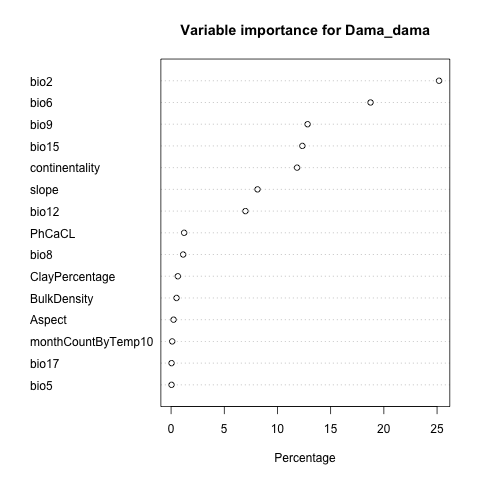 Variable importance for Dama_dama
bio2
bio6
bio9
bio15
continentality
slope
bio12
PhCaCL
bio8
ClayPercentage
BulkDensity
Aspect
monthCountByTemp10
bio17
bio5
0 5 10 15 20 25
Percentage